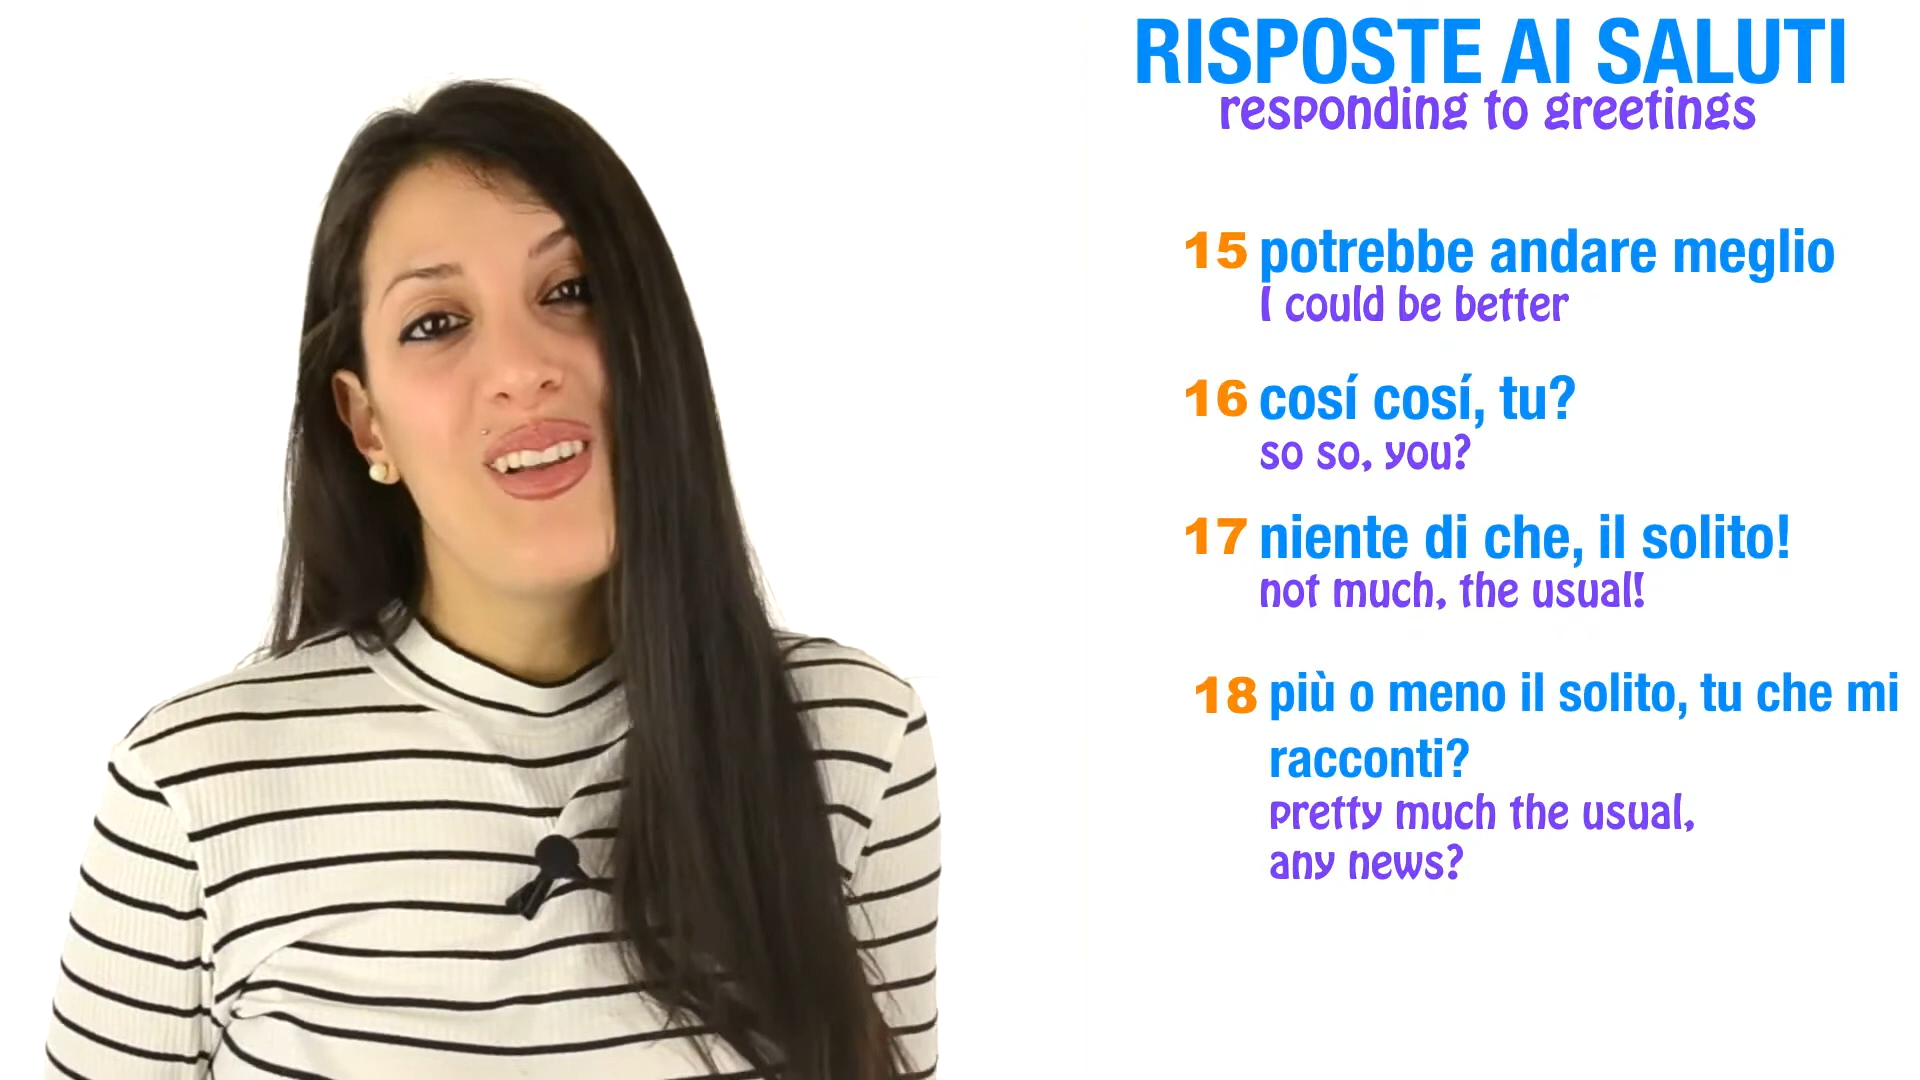 RISPOSTE AI SALUTI
responding to greetings
15 potrebbe andare meglio
I could be better
16 cosí cosí, tu?
so so, you?
17 niente di che, il solito!
not much, the usual!
18 più o meno il solito, tu che mi
racconti?
pretty much the usual,
any news?